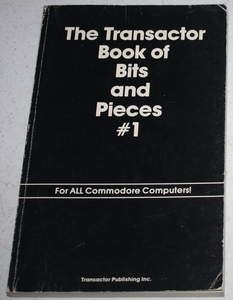 The Transactor
Book of
Bits
and
Pieces
#1
For ALL Commodore Computers!
Transactor Publishing Inc.